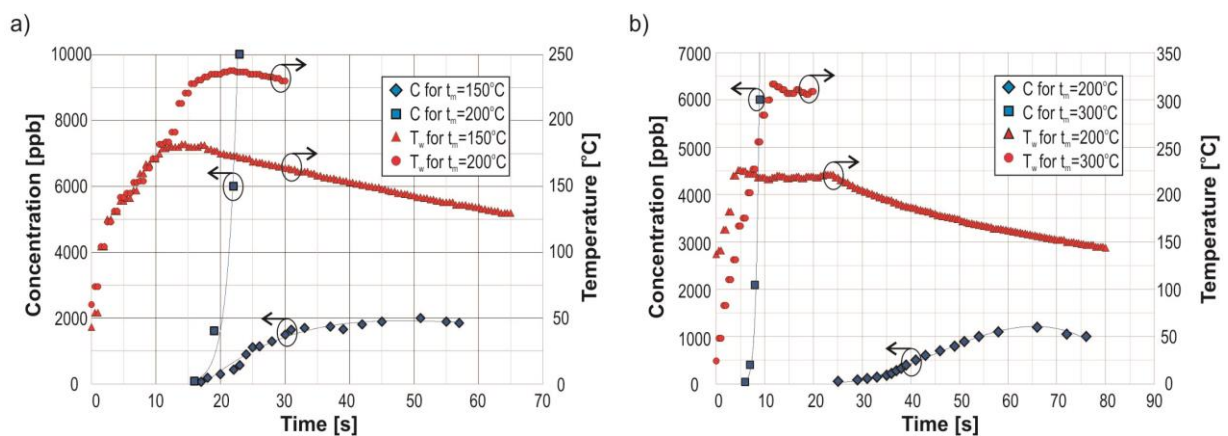 a)
Concentration [ppb]
10000
8000
6000
4000
2000
0
250
200
150
100
50
0
Temperature [°C]
C for tm=150°C
C for tm=200°C
Tw for tm=150°C
Tw for tm=200°C
0 10 20 30 40 50 60 70
Time [s]
b)
Concentration [ppb]
7000
6000
5000
4000
3000
2000
1000
0
350
300
250
200
150
100
50
0
Temperature [°C]
C for tm=200°C
C for tm=300°C
Tw for tm=200°C
Tw for tm=300°C
0 10 20 30 40 50 60 70 80 90
Time [s]